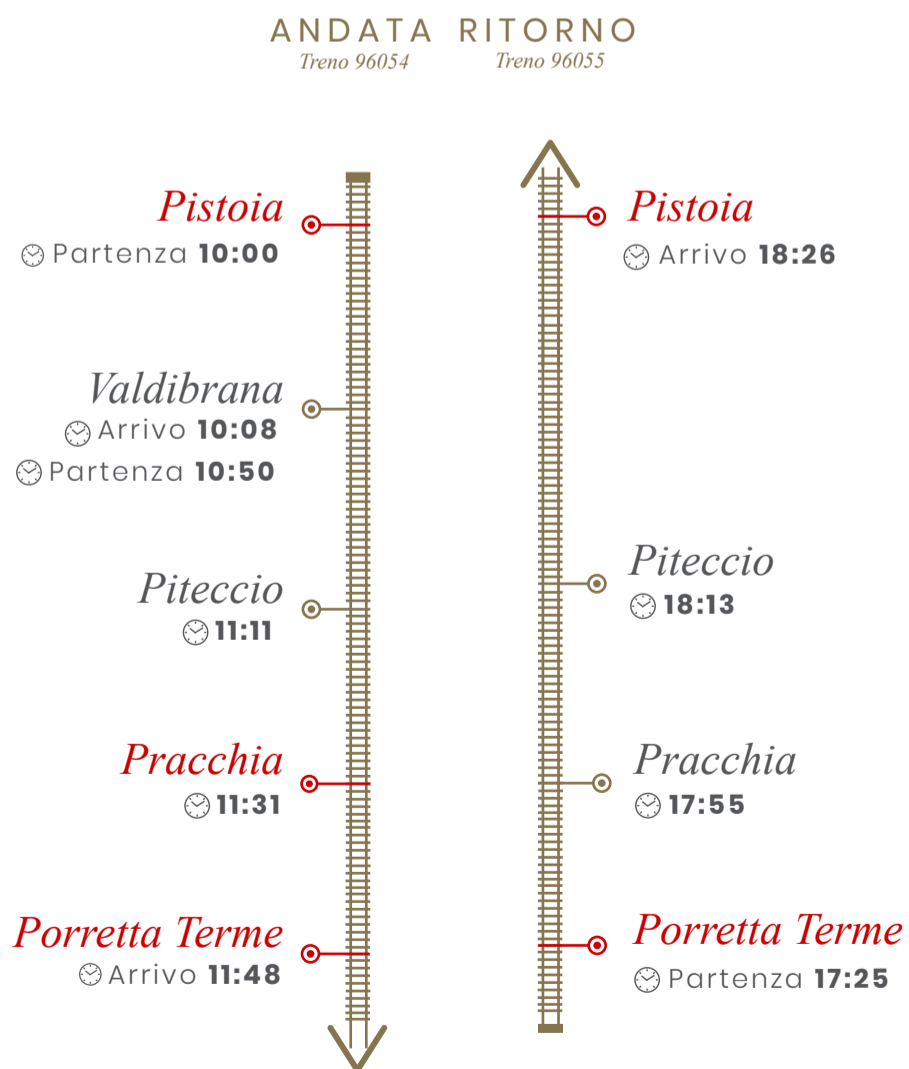 ANDATA RITORNO
Treno 96054
Treno 96055
Pistoia
Partenza 10:00
Valdibrana
Arrivo 10:08
Partenza 10:50
Piteccio
11:11
Pracchia
11:31
Porretta Terme
Arrivo 11:48
Pistoia
Arrivo 18:26
Piteccio
18:13
Pracchia
17:55
Porretta Terme
Partenza 17:25